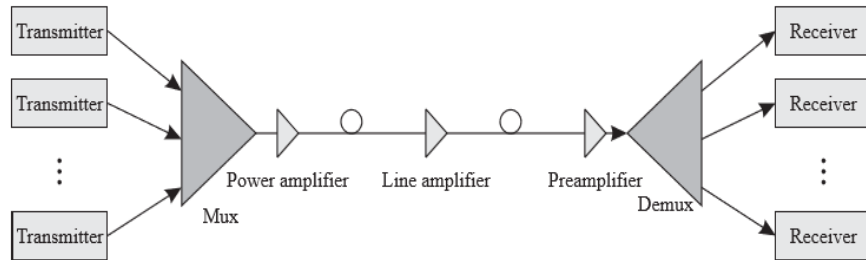 Transmitter
Receiver
Transmitter
Receiver
Power amplifier
Line amplifier
Preamplifier
Mux
Demux
Transmitter
Receiver